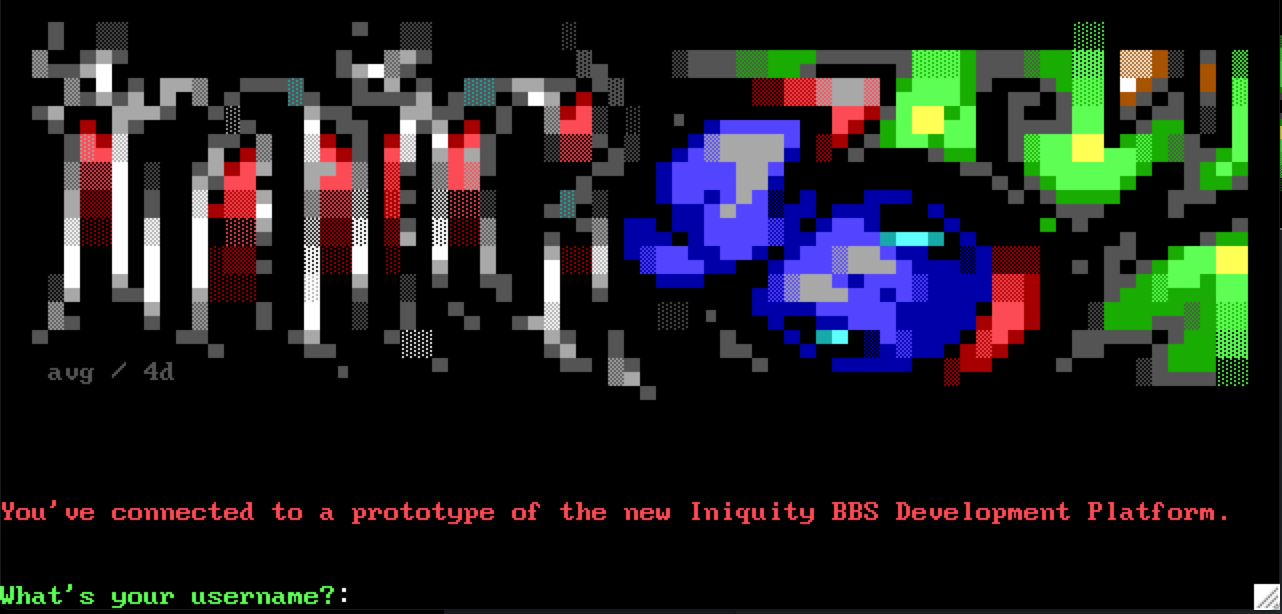 avg / 4d
You've connected to a prototype of the new Iniquity BBS Development Platform.
What's your username?: